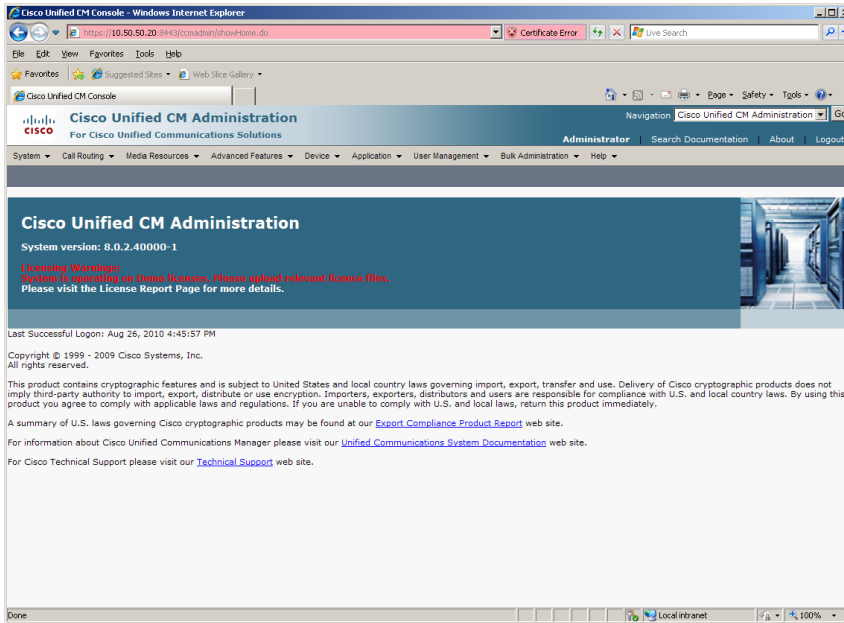 Cisco Unified CM Console - Windows Internet Explorer
https://10.50.50.20:8443/ccmadmin/showHome.do
Certificate Error
Live Search
File Edit View Favorites Tools Help
Favorites Suggested Sites Web Slice Gallery
Cisco Unified CM Console
Page Safety Tools
CISCO
Cisco Unified CM Administration
For Cisco Unified Communications Solutions
Navigation Cisco Unified CM Administration
Administrator | Search Documentation | About | Logout
System Call Routing Media Resources Advanced Features Device Application User Management Bulk Administration Help
Cisco Unified CM Administration
System version: 8.0.2.40000-1
Licensing Warnings:
System is operating on Demo licenses, Please upload relevant license files.
Please visit the License Report Page for more details.
Last Successful Logon: Aug 26, 2010 4:45:57 PM
Copyright © 1999 - 2009 Cisco Systems, Inc.
All rights reserved.
This product contains cryptographic features and is subject to United States and local country laws governing import, export, transfer and use. Delivery of Cisco cryptographic products does not
imply third-party authority to import, export, distribute or use encryption. Importers, exporters, distributors and users are responsible for compliance with U.S. and local country laws. By using this
product you agree to comply with applicable laws and regulations. If you are unable to comply with U.S. and local laws, return this product immediately.
A summary of U.S. laws governing Cisco cryptographic products may be found at our Export Compliance Product Report web site.
For information about Cisco Unified Communications Manager please visit our Unified Communications System Documentation web site.
For Cisco Technical Support please visit our Technical Support web site.
Done
Local intranet
100%